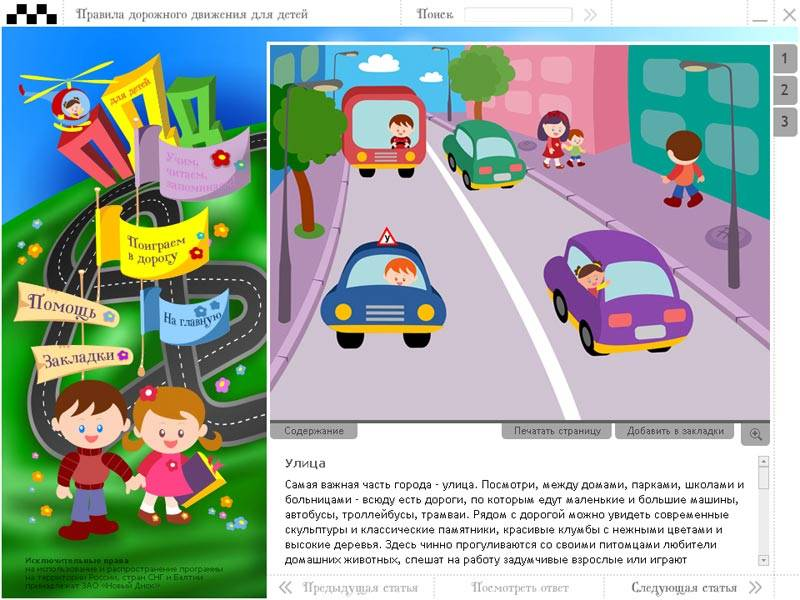 Правила дорожного движения для детей
Поиск
1
2
3
для детей
ПДД
Учим,
читаем,
запоминаем
Поиграем
в дорогу
Помощь
На главную
Закладки
У
Содержание
Печатать страницу
Добавить в закладки
Улица
Самая важная часть города - улица. Посмотри, между домами, парками, школами и
больницами - всюду есть дороги, по которым едут маленькие и большие машины,
автобусы, троллейбусы, трамваи. Рядом с дорогой можно увидеть современные
скульптуры и классические памятники, красивые клумбы с нежными цветами и
высокие деревья. Здесь чинно прогуливаются со своими питомцами любители
домашних животных, спешат на работу задумчивые взрослые или играют
Исключительные права
на использование и распространение программы
на территории России, стран СНГ и Балтии
принадлежат ЗАО «Новый Диск»
Предыдущая статья
Посмотреть ответ
Следующая статья